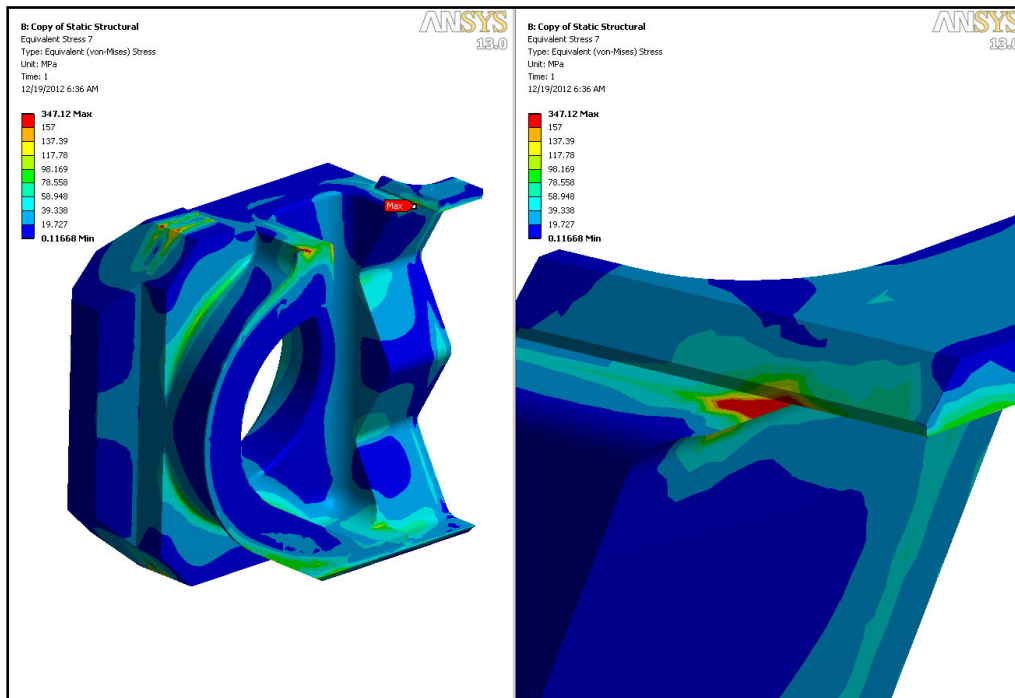 B: Copy of Static Structural
Equivalent Stress 7
Type: Equivalent (von-Mises) Stress
Unit: MPa
Time: 1
12/19/2012 6:36 AM
347.12 Max
157
137.39
117.78
98.169
78.558
58.948
39.338
19.727
0.11668 Min
ANSYS
13.0
Max
B: Copy of Static Structural
Equivalent Stress 7
Type: Equivalent (von-Mises) Stress
Unit: MPa
Time: 1
12/19/2012 6:36 AM
347.12 Max
157
137.39
117.78
98.169
78.558
58.948
39.338
19.727
0.11668 Min
ANSYS
13.0